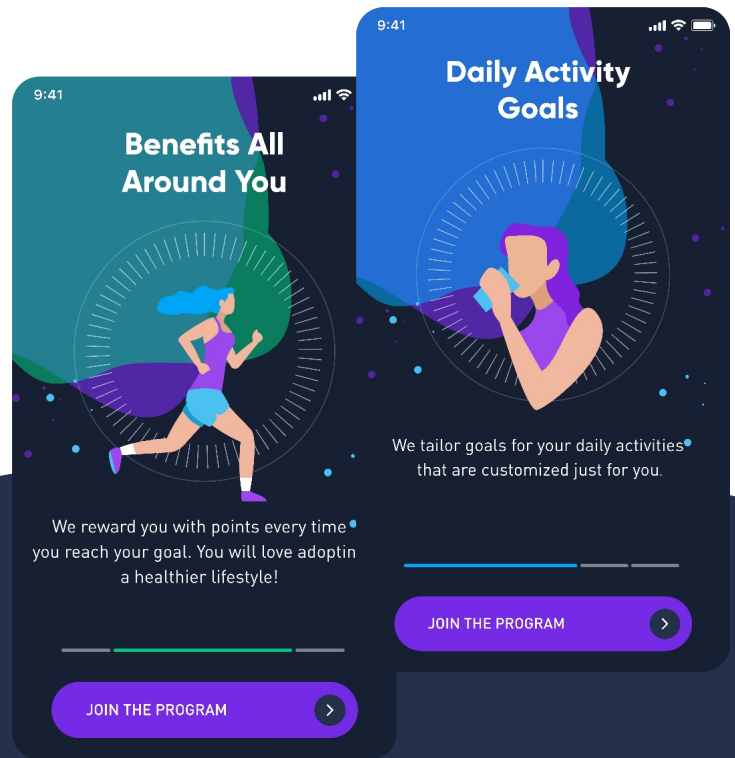 9:41
Benefits All
Around You
We reward you with points every time
you reach your goal. You will love adoptin
a healthier lifestyle!
JOIN THE PROGRAM
9:41
Daily Activity
Goals
We tailor goals for your daily activities
that are customized just for you.
JOIN THE PROGRAM